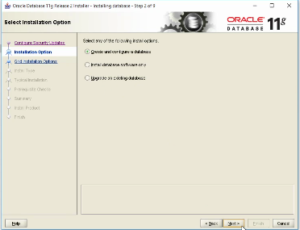 Oracle Database 11g Release 2 Installer - Installing database - Step 2 of 8
Select Installation Option
ORACLE 11g
DATABASE
Configure Security Updates
Installation Option
Grid Installation Options
Install Type
Typical Installation
Prerequisite Checks
Summary
Install Product
Finish
Select any of the following install options.
Create and configure a database
Install database software only
Upgrade an existing database
Help
< Back
Next >
Finish
Cancel